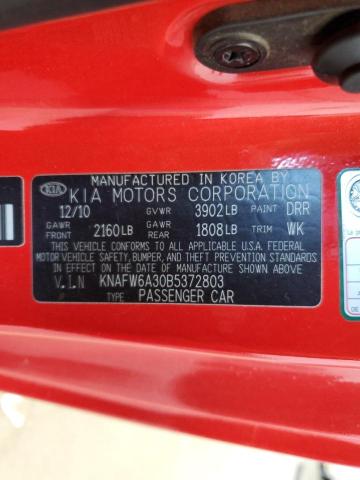 MANUFACTURED IN KOREA BY
KIA KIA MOTORS CORPORATION
12/10 GVWR 3902LB PAINT DRR
GAWR FRONT 2160LB GAWR REAR 1808LB TRIM WK
THIS VEHICLE CONFORMS TO ALL APPLICABLE U.S.A. FEDERAL
MOTOR VEHICLE SAFETY, BUMPER, AND THEFT PREVENTION STANDARDS
IN EFFECT ON THE DATE OF MANUFACTURE SHOWN ABOVE.
V.I.N KNAFW6A30B5372803
JP TYPE: PASSENGER CAR